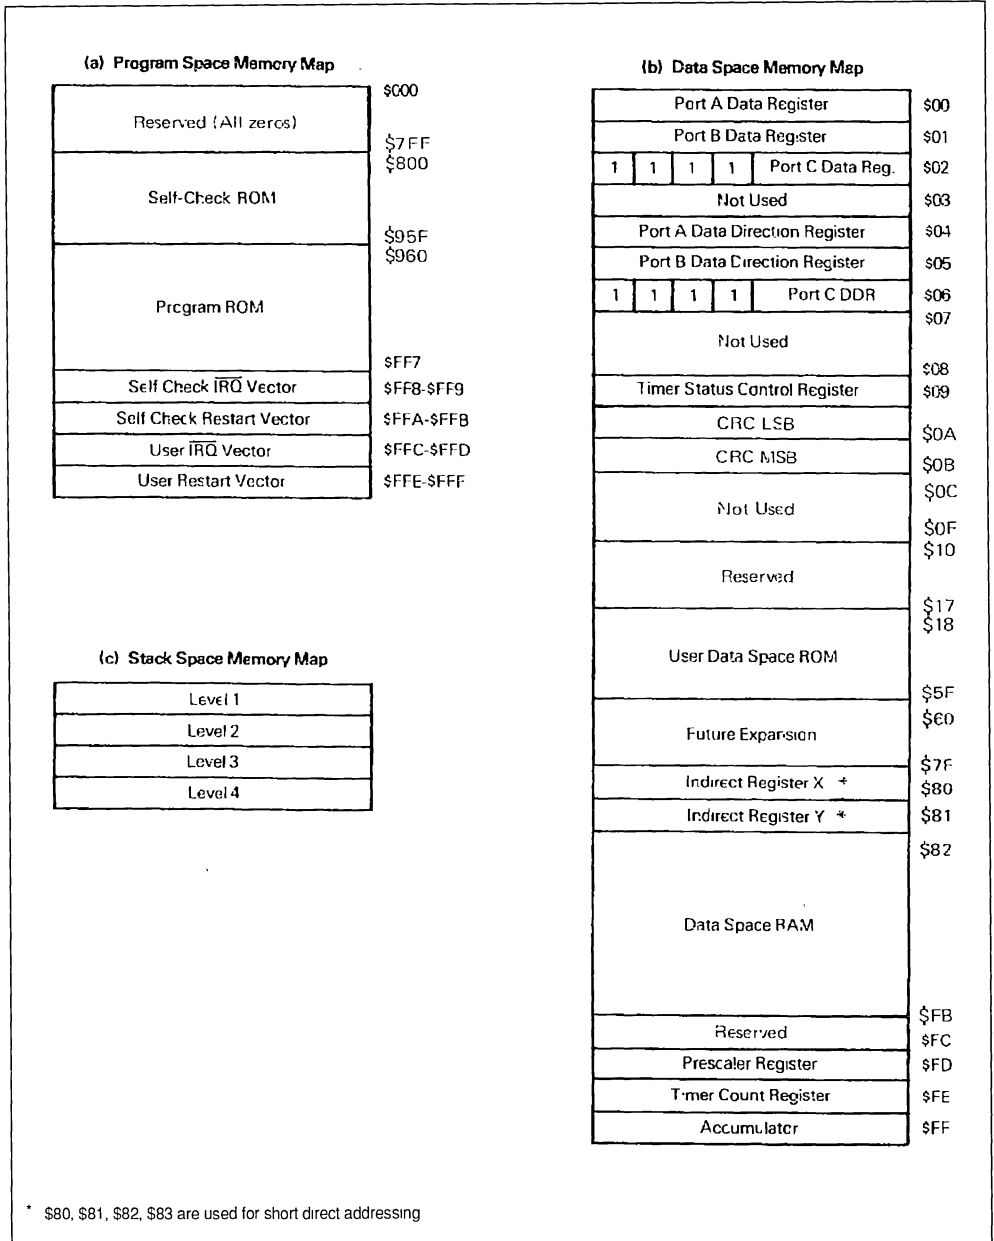 (a) Program Space Memory Map
$000
Reserved (All zeros)
$7FF
$800
Self-Check ROM
$95F
$960
Program ROM
$FF7
Self Check IRQ Vector $FF8-$FF9
Self Check Restart Vector $FFA-$FFB
User IRQ Vector $FFC-$FFD
User Restart Vector $FFE-$FFF
(c) Stack Space Memory Map
Level 1
Level 2
Level 3
Level 4
(b) Data Space Memory Map
Port A Data Register $00
Port B Data Register $01
1 1 1 1 Port C Data Reg. $02
Not Used $03
Port A Data Direction Register $04
Port B Data Direction Register $05
1 1 1 1 Port C DDR $06
$07
Not Used
$08
Timer Status Control Register $09
CRC LSB $0A
CRC MSB $0B
$0C
Not Used
$0F
$10
Reserved
$17
$18
User Data Space ROM
$5F
$60
Future Expansion
$7F
Indirect Register X * $80
Indirect Register Y * $81
$82
Data Space RAM
$FB
Reserved $FC
Prescaler Register $FD
Timer Count Register $FE
Accumulator $FF
* $80, $81, $82, $83 are used for short direct addressing